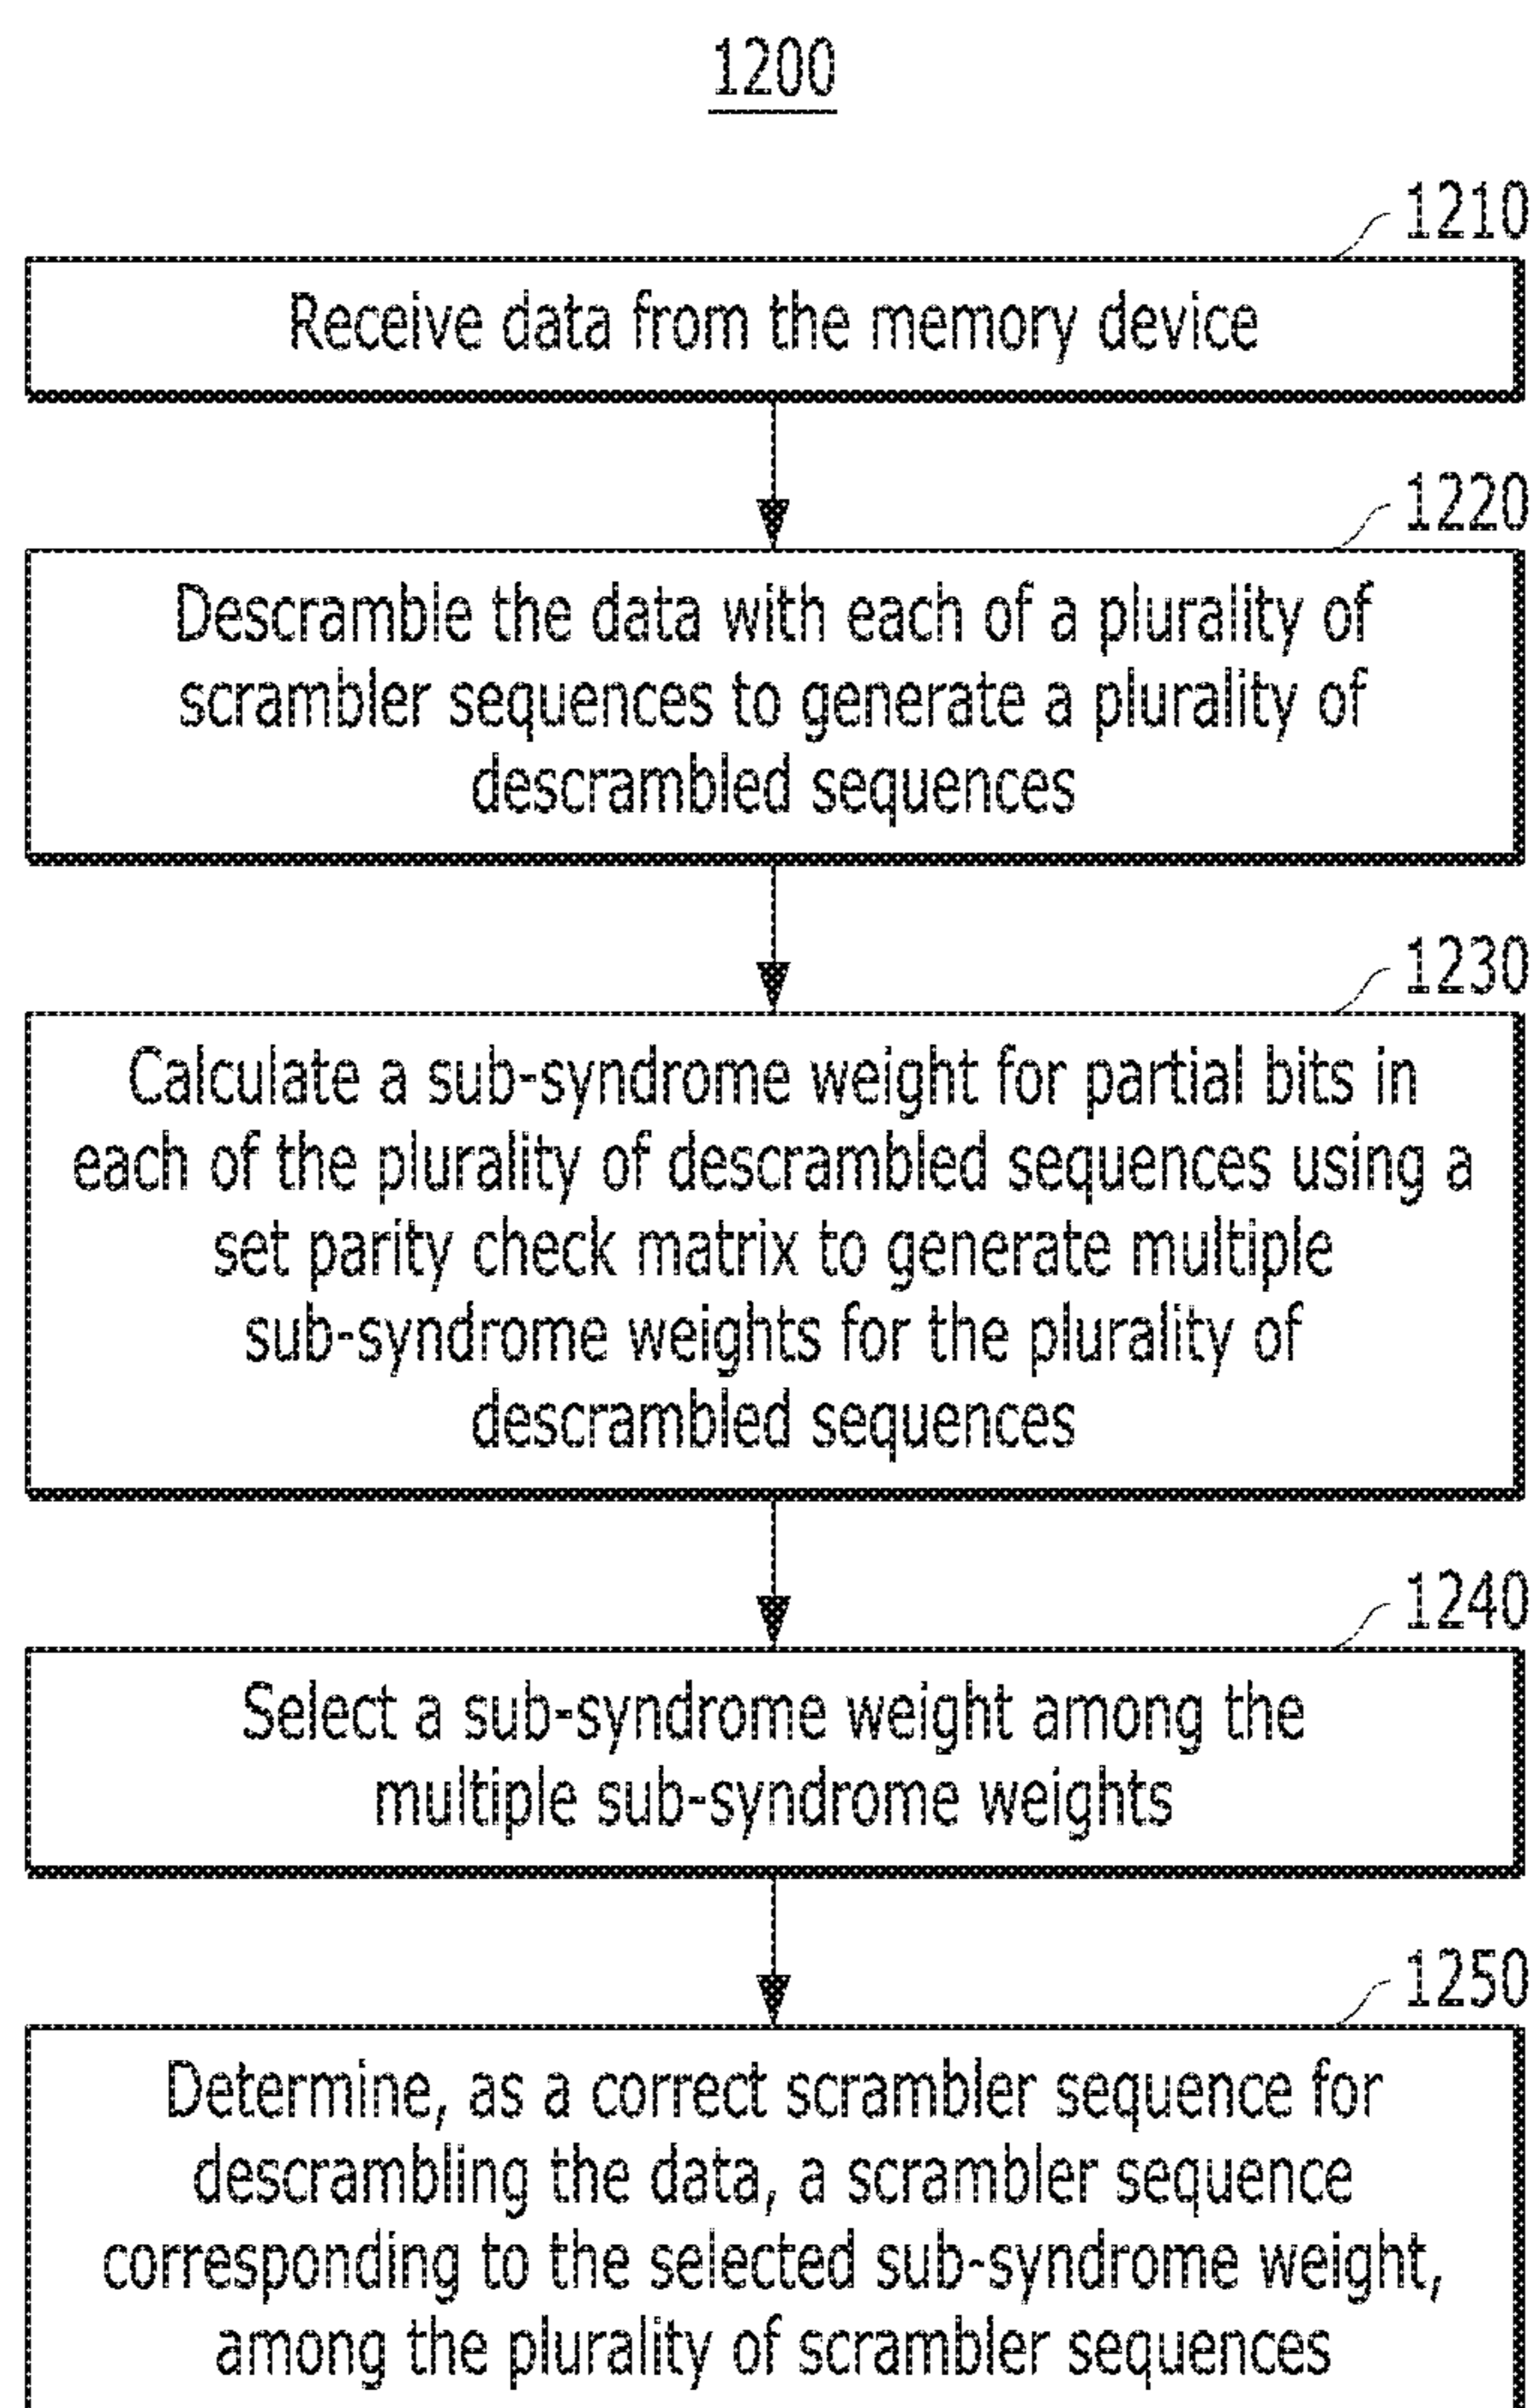 1200
1210
Receive data from the memory device
1220
Descramble the data with each of a plurality of
scrambler sequences to generate a plurality of
descrambled sequences
1230
Calculate a sub-syndrome weight for partial bits in
each of the plurality of descrambled sequences using a
set parity check matrix to generate multiple
sub-syndrome weights for the plurality of
descrambled sequences
1240
Select a sub-syndrome weight among the
multiple sub-syndrome weights
1250
Determine, as a correct scrambler sequence for
descrambling the data, a scrambler sequence
corresponding to the selected sub-syndrome weight,
among the plurality of scrambler sequences